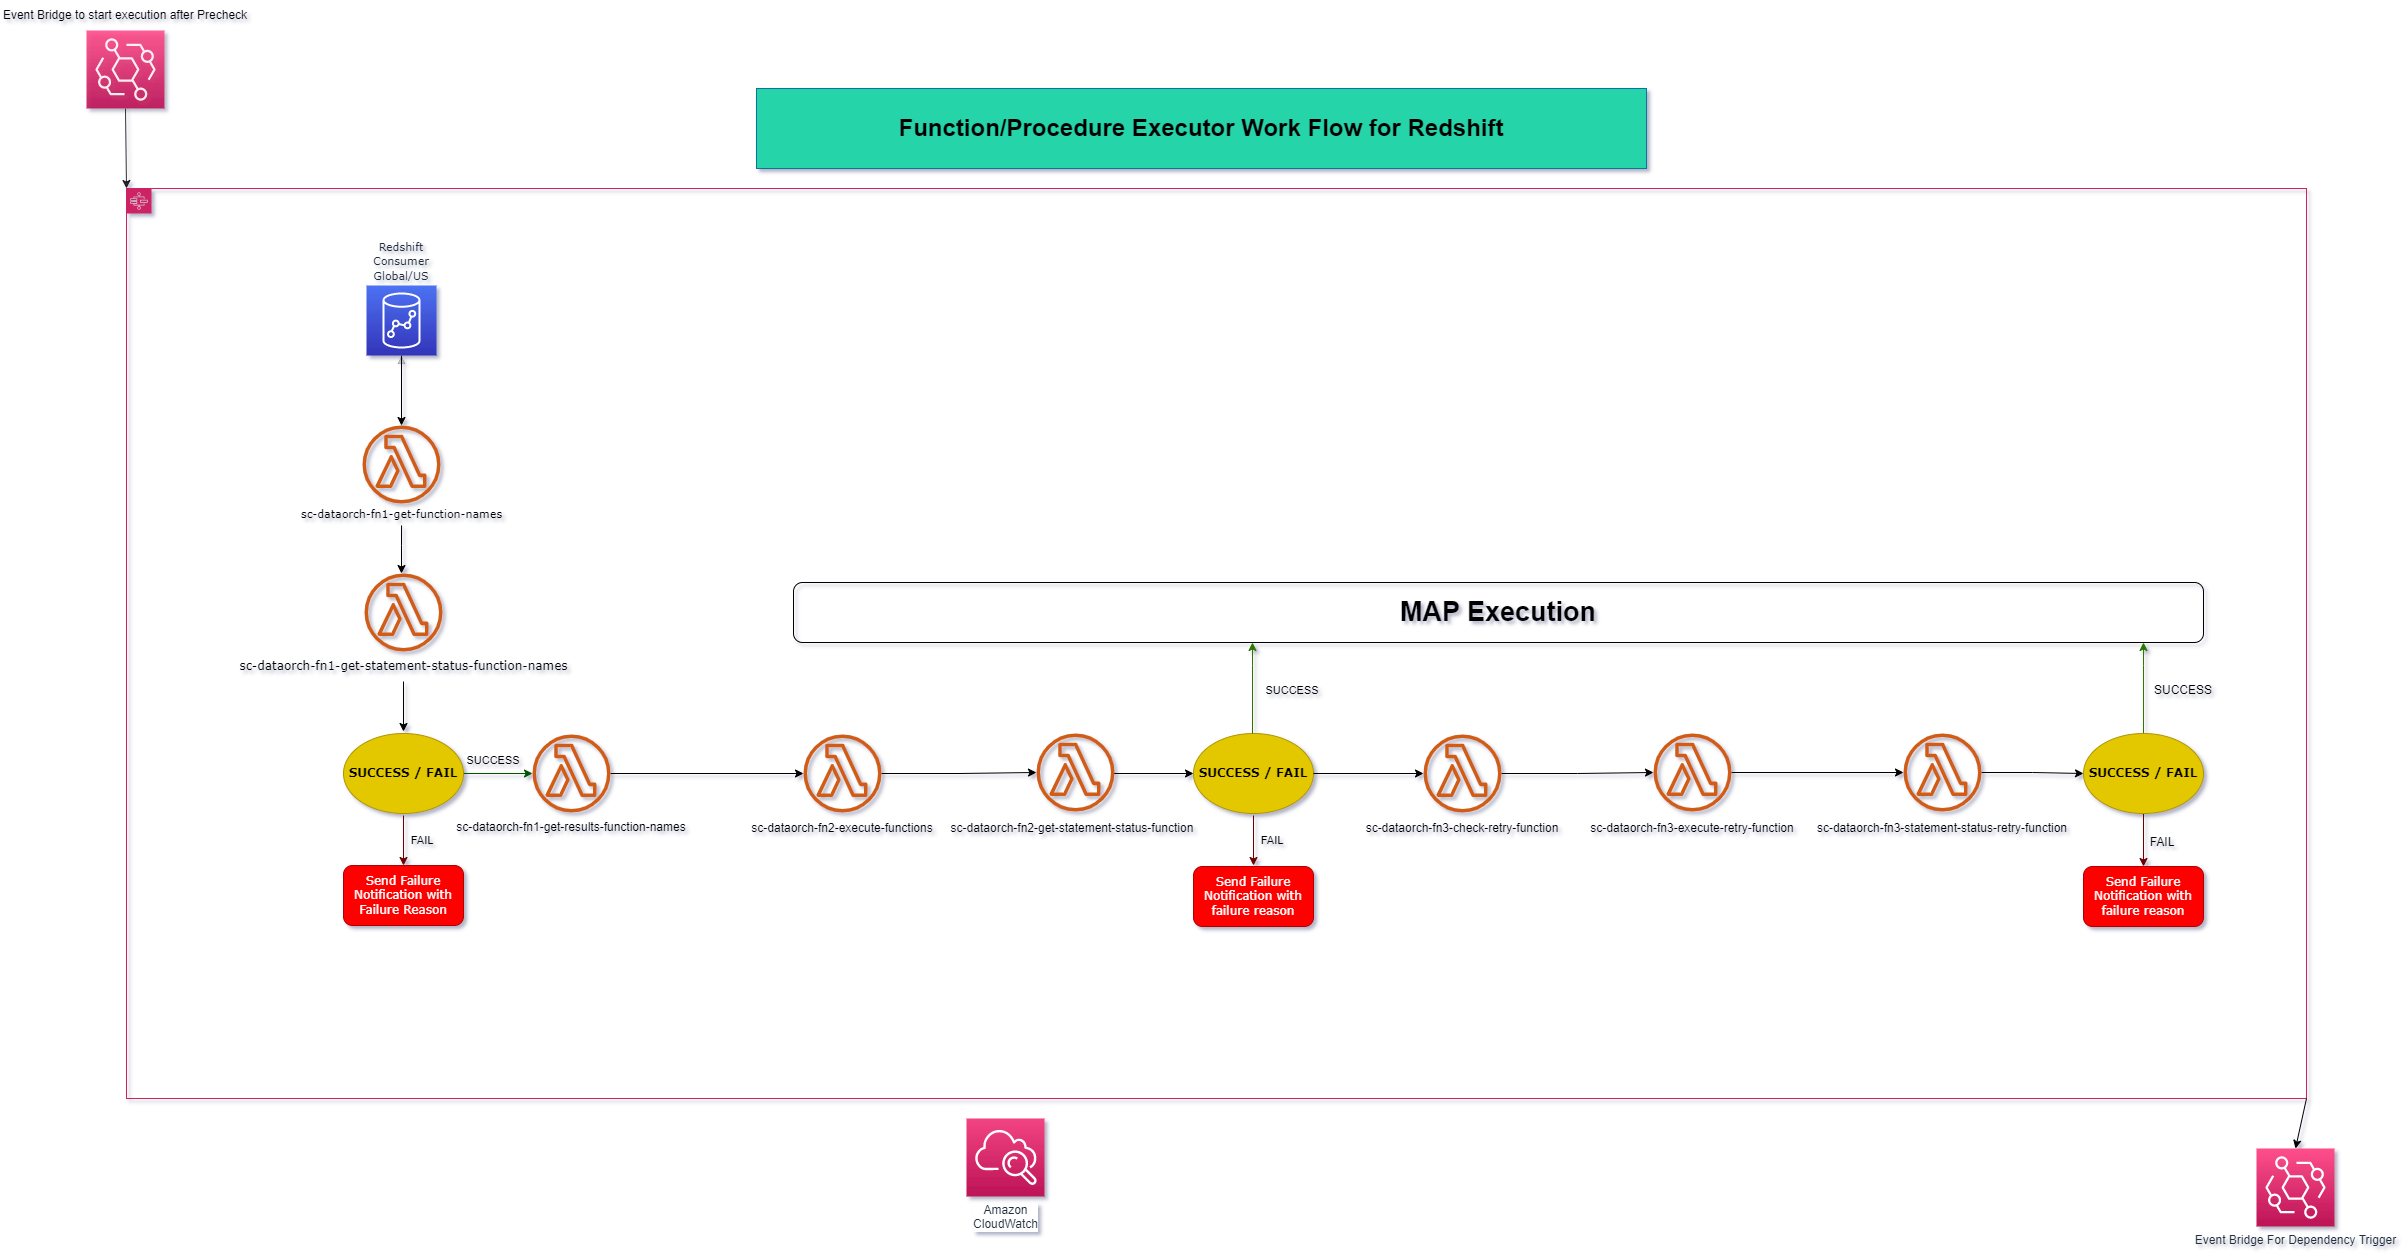 Event Bridge to start execution after Precheck
Function/Procedure Executor Work Flow for Redshift
Redshift
Consumer
Global/US
sc-dataorch-fn1-get-function-names
sc-dataorch-fn1-get-statement-status-function-names
MAP Execution
SUCCESS
SUCCESS
SUCCESS / FAIL
SUCCESS
SUCCESS / FAIL
SUCCESS / FAIL
sc-dataorch-fn1-get-results-function-names
sc-dataorch-fn2-execute-functions
sc-dataorch-fn2-get-statement-status-function
sc-dataorch-fn3-check-retry-function
sc-dataorch-fn3-execute-retry-function
sc-dataorch-fn3-statement-status-retry-function
FAIL
FAIL
FAIL
Send Failure
Notification with
Failure Reason
Send Failure
Notification with
failure reason
Send Failure
Notification with
failure reason
Amazon
CloudWatch
Event Bridge For Dependency Trigger